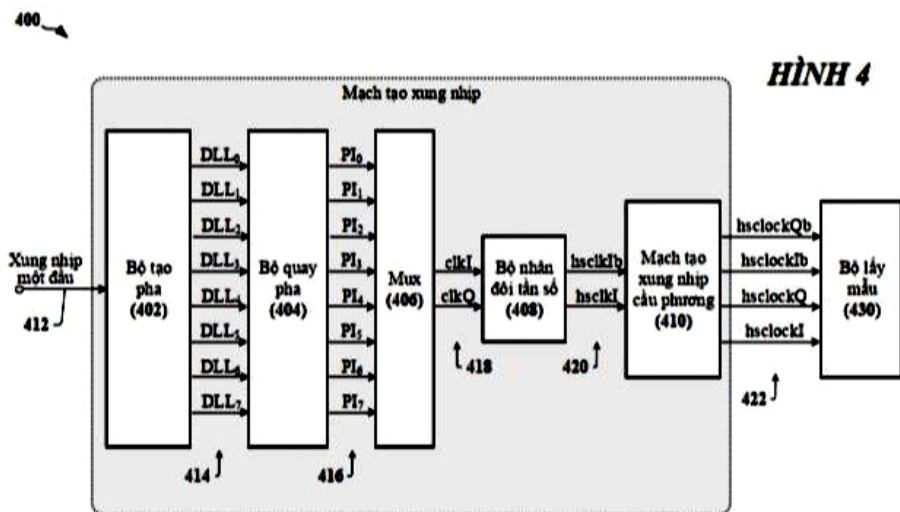 400
HÌNH 4
Mạch tạo xung nhịp
Xung nhịp
một đầu
412
Bộ tạo
pha
(402)
DLL0
DLL1
DLL2
DLL3
DLL4
DLL5
DLL6
DLL7
414
Bộ quay
pha
(404)
PI0
PI1
PI2
PI3
PI4
PI5
PI6
PI7
416
Mux
(406)
clkI
clkQ
418
Bộ nhân
đôi tần số
(408)
hsclkIb
hsclkI
420
Mạch tạo
xung nhịp
cầu phương
(410)
hsclockQb
hsclockIb
hsclockQ
hsclockI
422
Bộ lấy
mẫu
(430)